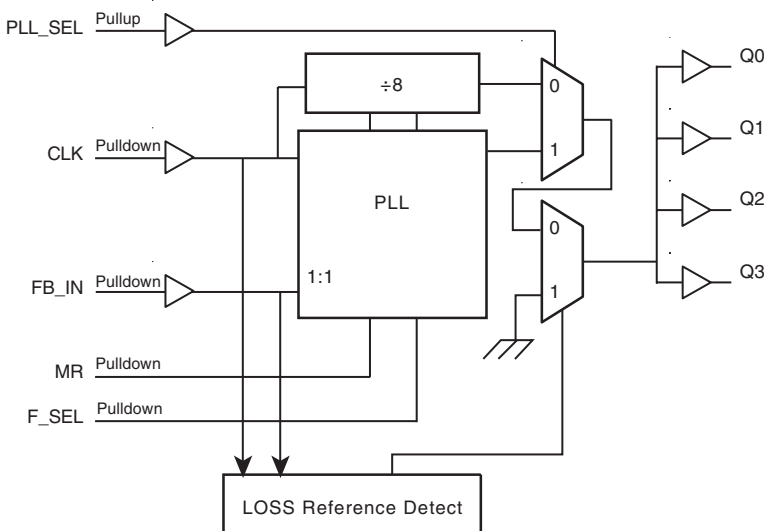 PLL_SEL Pullup
÷8
0
Q0
CLK Pulldown
1
Q1
PLL
Q2
0
FB_IN Pulldown
1:1
1
Q3
MR Pulldown
F_SEL Pulldown
LOSS Reference Detect